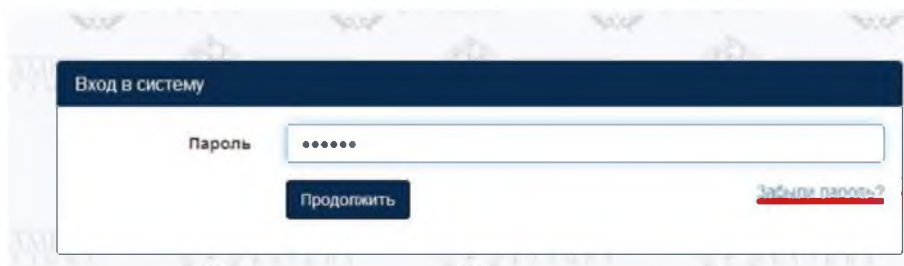 Вход в систему
Пароль ••••••
Продолжить Забыли пароль?